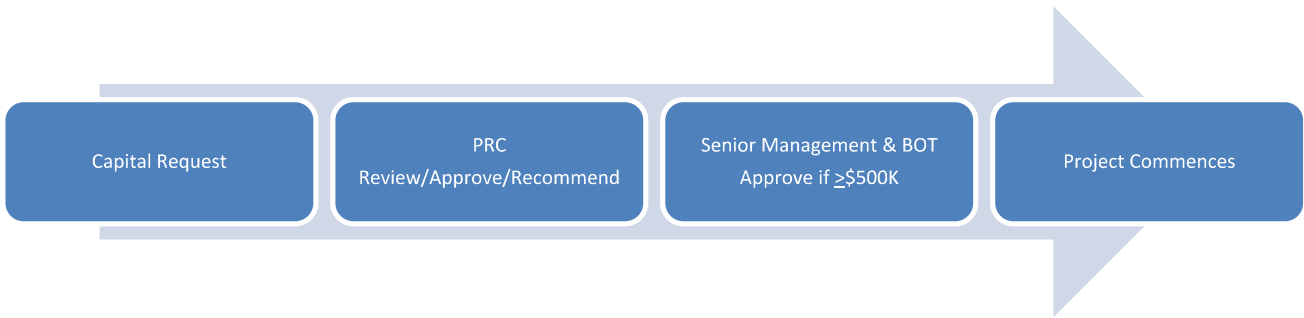 Capital Request
PRC
Review/Approve/Recommend
Senior Management & BOT
Approve if ≥$500K
Project Commences